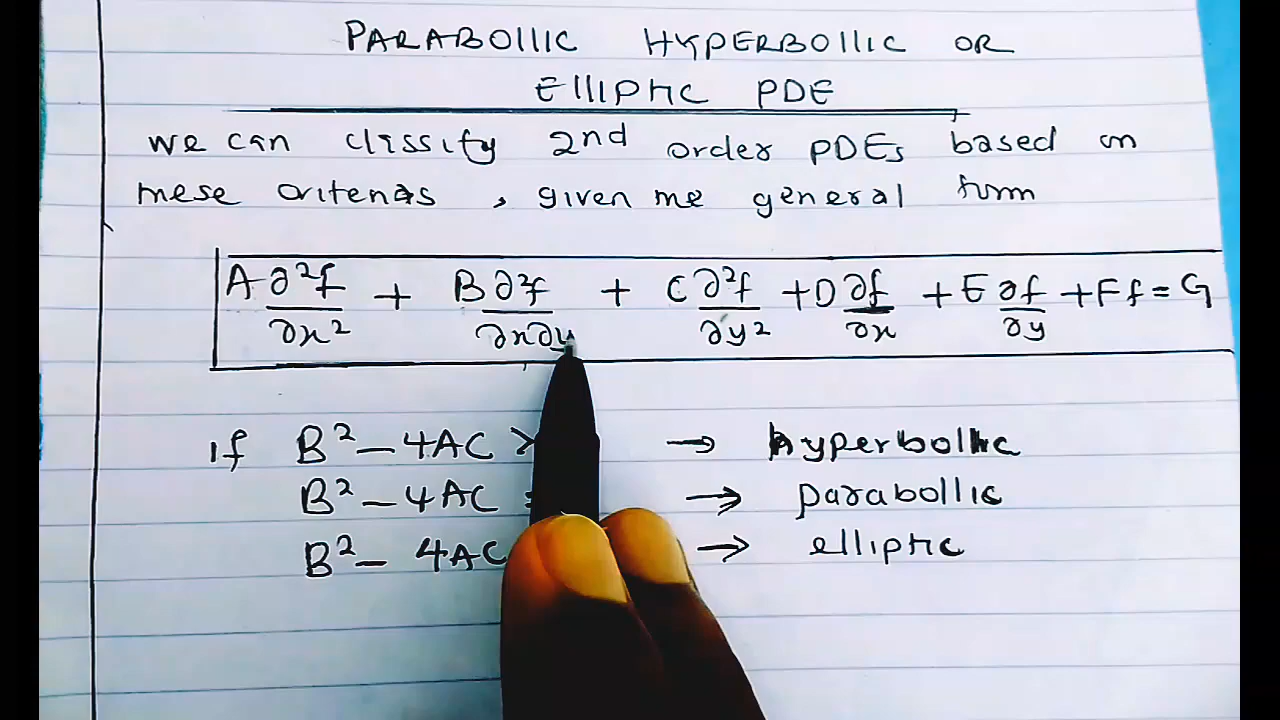 PARABOLLIC HYPERBOLLIC OR
ELLIPTIC PDE
we can classify 2nd order PDEs based on
these criterias, given the general form
A ∂²f/∂x² + B ∂²f/∂x∂y + C ∂²f/∂y² + D ∂f/∂x + E ∂f/∂y + Ff = G
If B² - 4AC > → hyperbollic
B² - 4AC → parabollic
B² - 4AC → elliptic